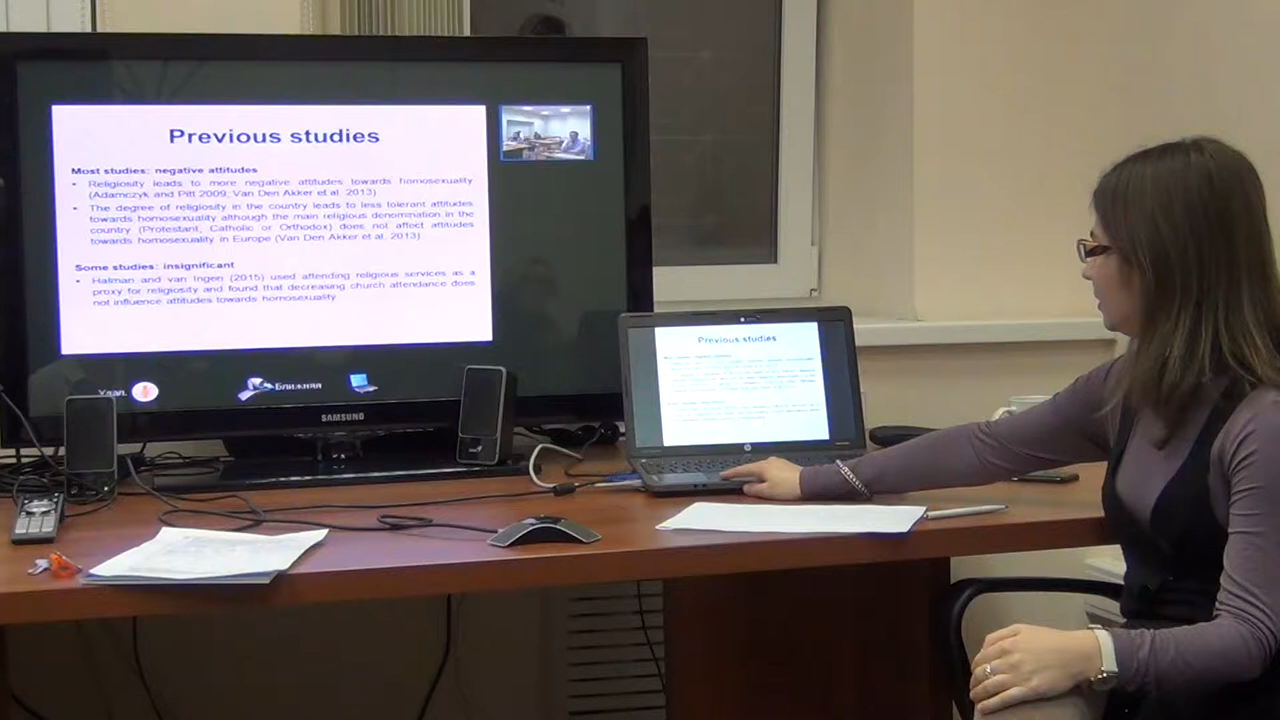 Previous studies
Most studies: negative attitudes
• Religiosity leads to more negative attitudes towards homosexuality
(Adamczyk and Pitt 2009; Van Den Akker et al. 2013)
• The degree of religiosity in the country leads to less tolerant attitudes
towards homosexuality although the main religious denomination in the
country (Protestant, Catholic or Orthodox) does not affect attitudes
towards homosexuality in Europe (Van Den Akker et al. 2013)
Some studies: insignificant
• Halman and van Ingen (2015) used attending religious services as a
proxy for religiosity and found that decreasing church attendance does
not influence attitudes towards homosexuality
Удал.
Ближняя
SAMSUNG
Previous studies
hp